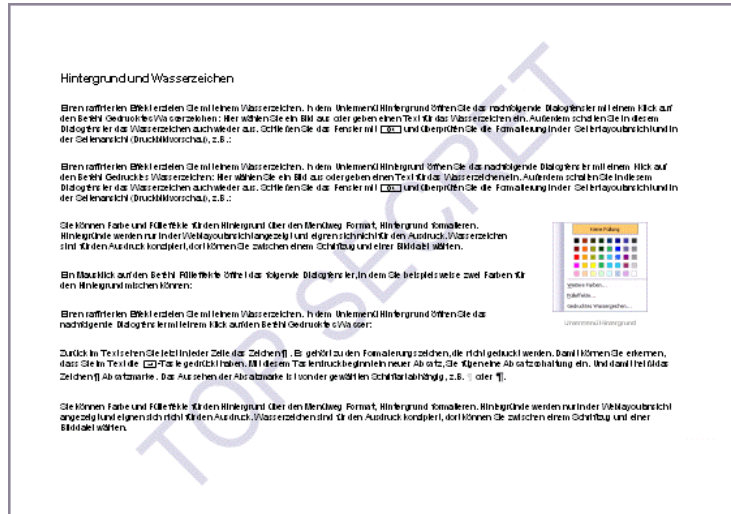 Hintergrund und Wasserzeichen
Einen raffinierten Effekt erzielen Sie mit einem Wasserzeichen. In dem Untermenü Hintergrund öffnen Sie das nachfolgende Dialogfenster mit einem Klick auf
den Befehl Gedrucktes Wasserzeichen: Hier wählen Sie ein Bild aus oder geben einen Text für das Wasserzeichen ein. Außerdem schalten Sie in diesem
Dialogfenster das Wasserzeichen auch wieder aus. Schließen Sie das Fenster mit OK und überprüfen Sie die Formatierung in der Seitenlayoutansicht und in
der Seitenansicht (Druckbildvorschau), z.B.:
Einen raffinierten Effekt erzielen Sie mit einem Wasserzeichen. In dem Untermenü Hintergrund öffnen Sie das nachfolgende Dialogfenster mit einem Klick auf
den Befehl Gedrucktes Wasserzeichen: Hier wählen Sie ein Bild aus oder geben einen Text für das Wasserzeichen ein. Außerdem schalten Sie in diesem
Dialogfenster das Wasserzeichen auch wieder aus. Schließen Sie das Fenster mit OK und überprüfen Sie die Formatierung in der Seitenlayoutansicht und in
der Seitenansicht (Druckbildvorschau), z.B.:
Sie können Farbe und Fülleffekte für den Hintergrund über den Menüweg Format, Hintergrund formatieren.
Hintergründe werden nur in der Weblayoutansicht angezeigt und eignen sich nicht für den Ausdruck. Wasserzeichen
sind für den Ausdruck konzipiert, dort können Sie zwischen einem Schriftzug und einer Bilddatei wählen.
Keine Füllung
Weitere Farben...
Fülleffekte...
Gedrucktes Wasserzeichen...
Untermenü Hintergrund
Ein Mausklick auf den Befehl Fülleffekte öffnet das folgende Dialogfenster, in dem Sie beispielsweise zwei Farben für
den Hintergrund mischen können:
Einen raffinierten Effekt erzielen Sie mit einem Wasserzeichen. In dem Untermenü Hintergrund öffnen Sie das
nachfolgende Dialogfenster mit einem Klick auf den Befehl Gedrucktes Wasser:
Zurück im Text sehen Sie jetzt in jeder Zeile das Zeichen ¶. Es gehört zu den Formatierungszeichen, die nicht gedruckt werden. Damit können Sie erkennen,
dass Sie im Text die ↵-Taste gedrückt haben. Mit diesem Tastendruck beginnt ein neuer Absatz, Sie fügen eine Absatzschaltung ein. Und damit heißt das
Zeichen ¶ Absatzmarke. Das Aussehen der Absatzmarke ist von der gewählten Schriftart abhängig, z.B. ¶ oder ¶.
Sie können Farbe und Fülleffekte für den Hintergrund über den Menüweg Format, Hintergrund formatieren. Hintergründe werden nur in der Weblayoutansicht
angezeigt und eignen sich nicht für den Ausdruck. Wasserzeichen sind für den Ausdruck konzipiert, dort können Sie zwischen einem Schriftzug und einer
Bilddatei wählen.
TOP SECRET